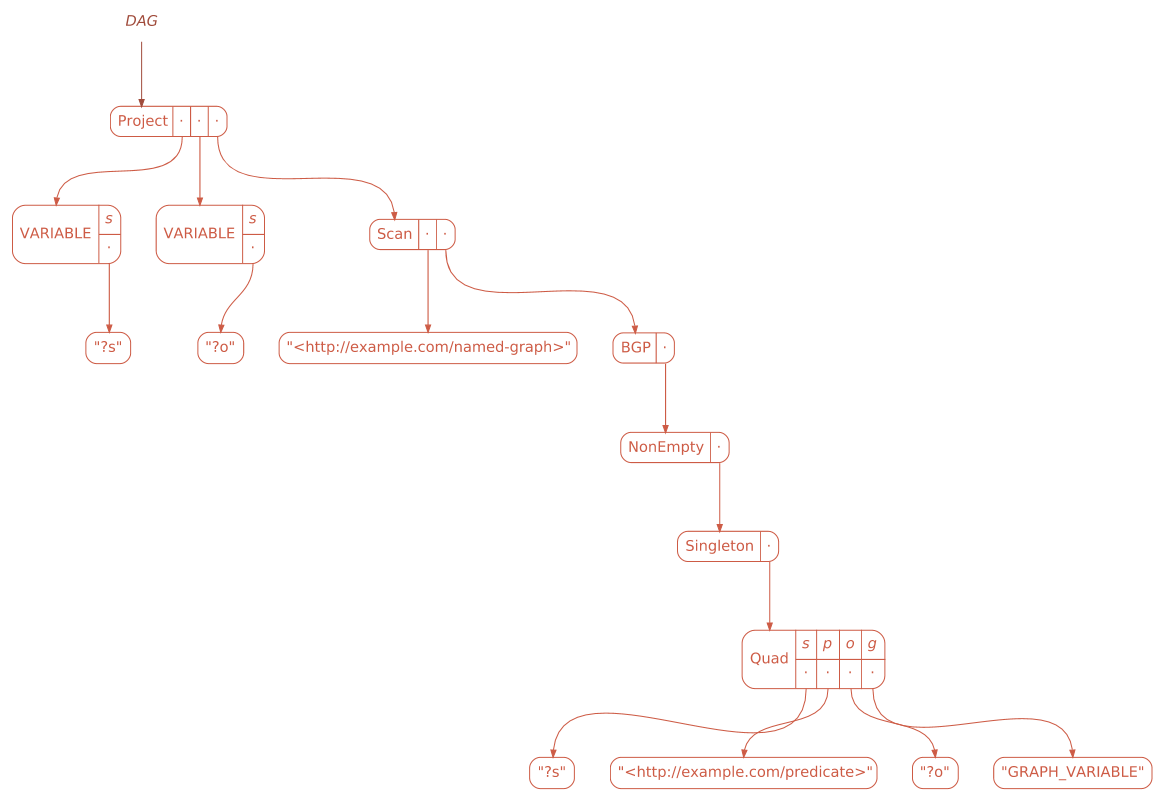 DAG
Project · · ·
VARIABLE s ·
VARIABLE s ·
Scan · ·
"?s"
"?o"
"<http://example.com/named-graph>"
BGP ·
NonEmpty ·
Singleton ·
Quad s p o g · · · ·
"?s"
"<http://example.com/predicate>"
"?o"
"GRAPH_VARIABLE"